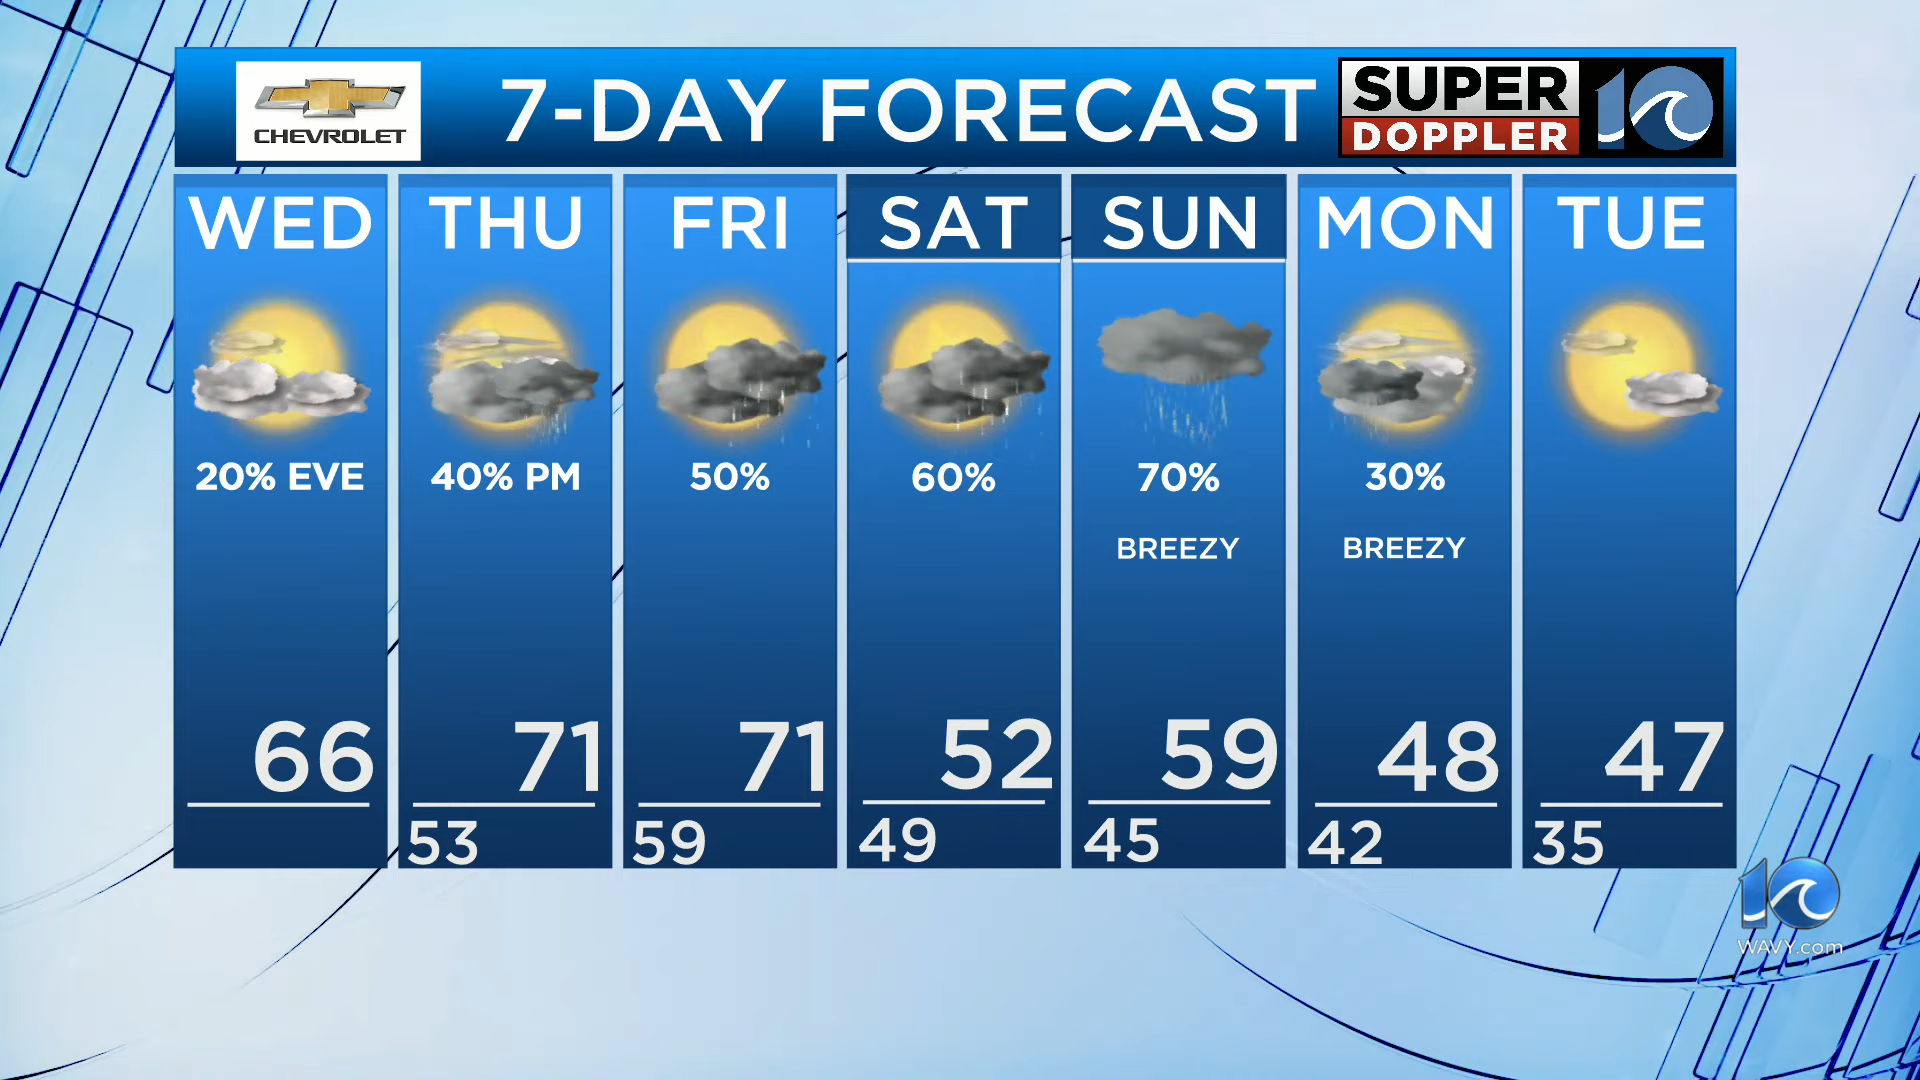 CHEVROLET
7-DAY FORECAST
SUPER
DOPPLER
10
WED
THU
FRI
SAT
SUN
MON
TUE
20% EVE
40% PM
50%
60%
70%
30%
BREEZY
BREEZY
66
71
71
52
59
48
47
53
59
49
45
42
35
10
WAVY.com